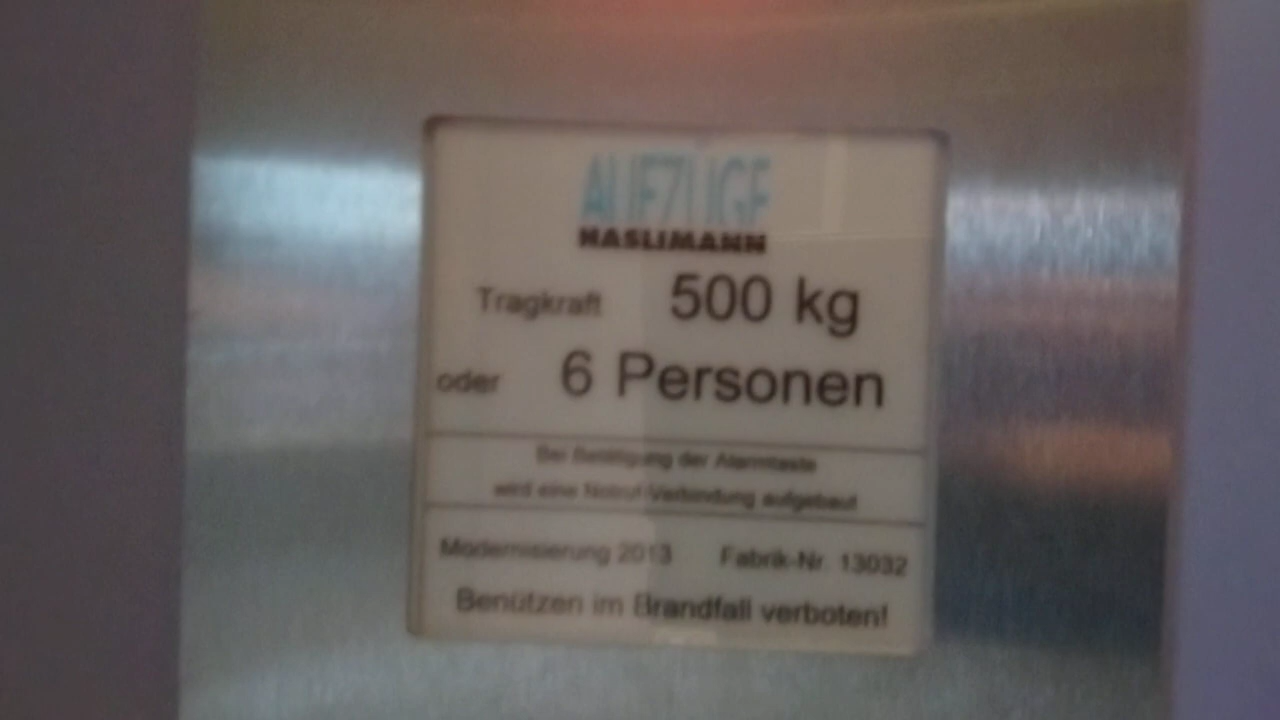 AUFZÜGE
HASLIMANN
Tragkraft 500 kg
oder 6 Personen
Bei Betätigung der Alarmtaste
wird eine Notruf-Verbindung aufgebaut
Modernisierung 2013 Fabrik-Nr. 13032
Benützen im Brandfall verboten!